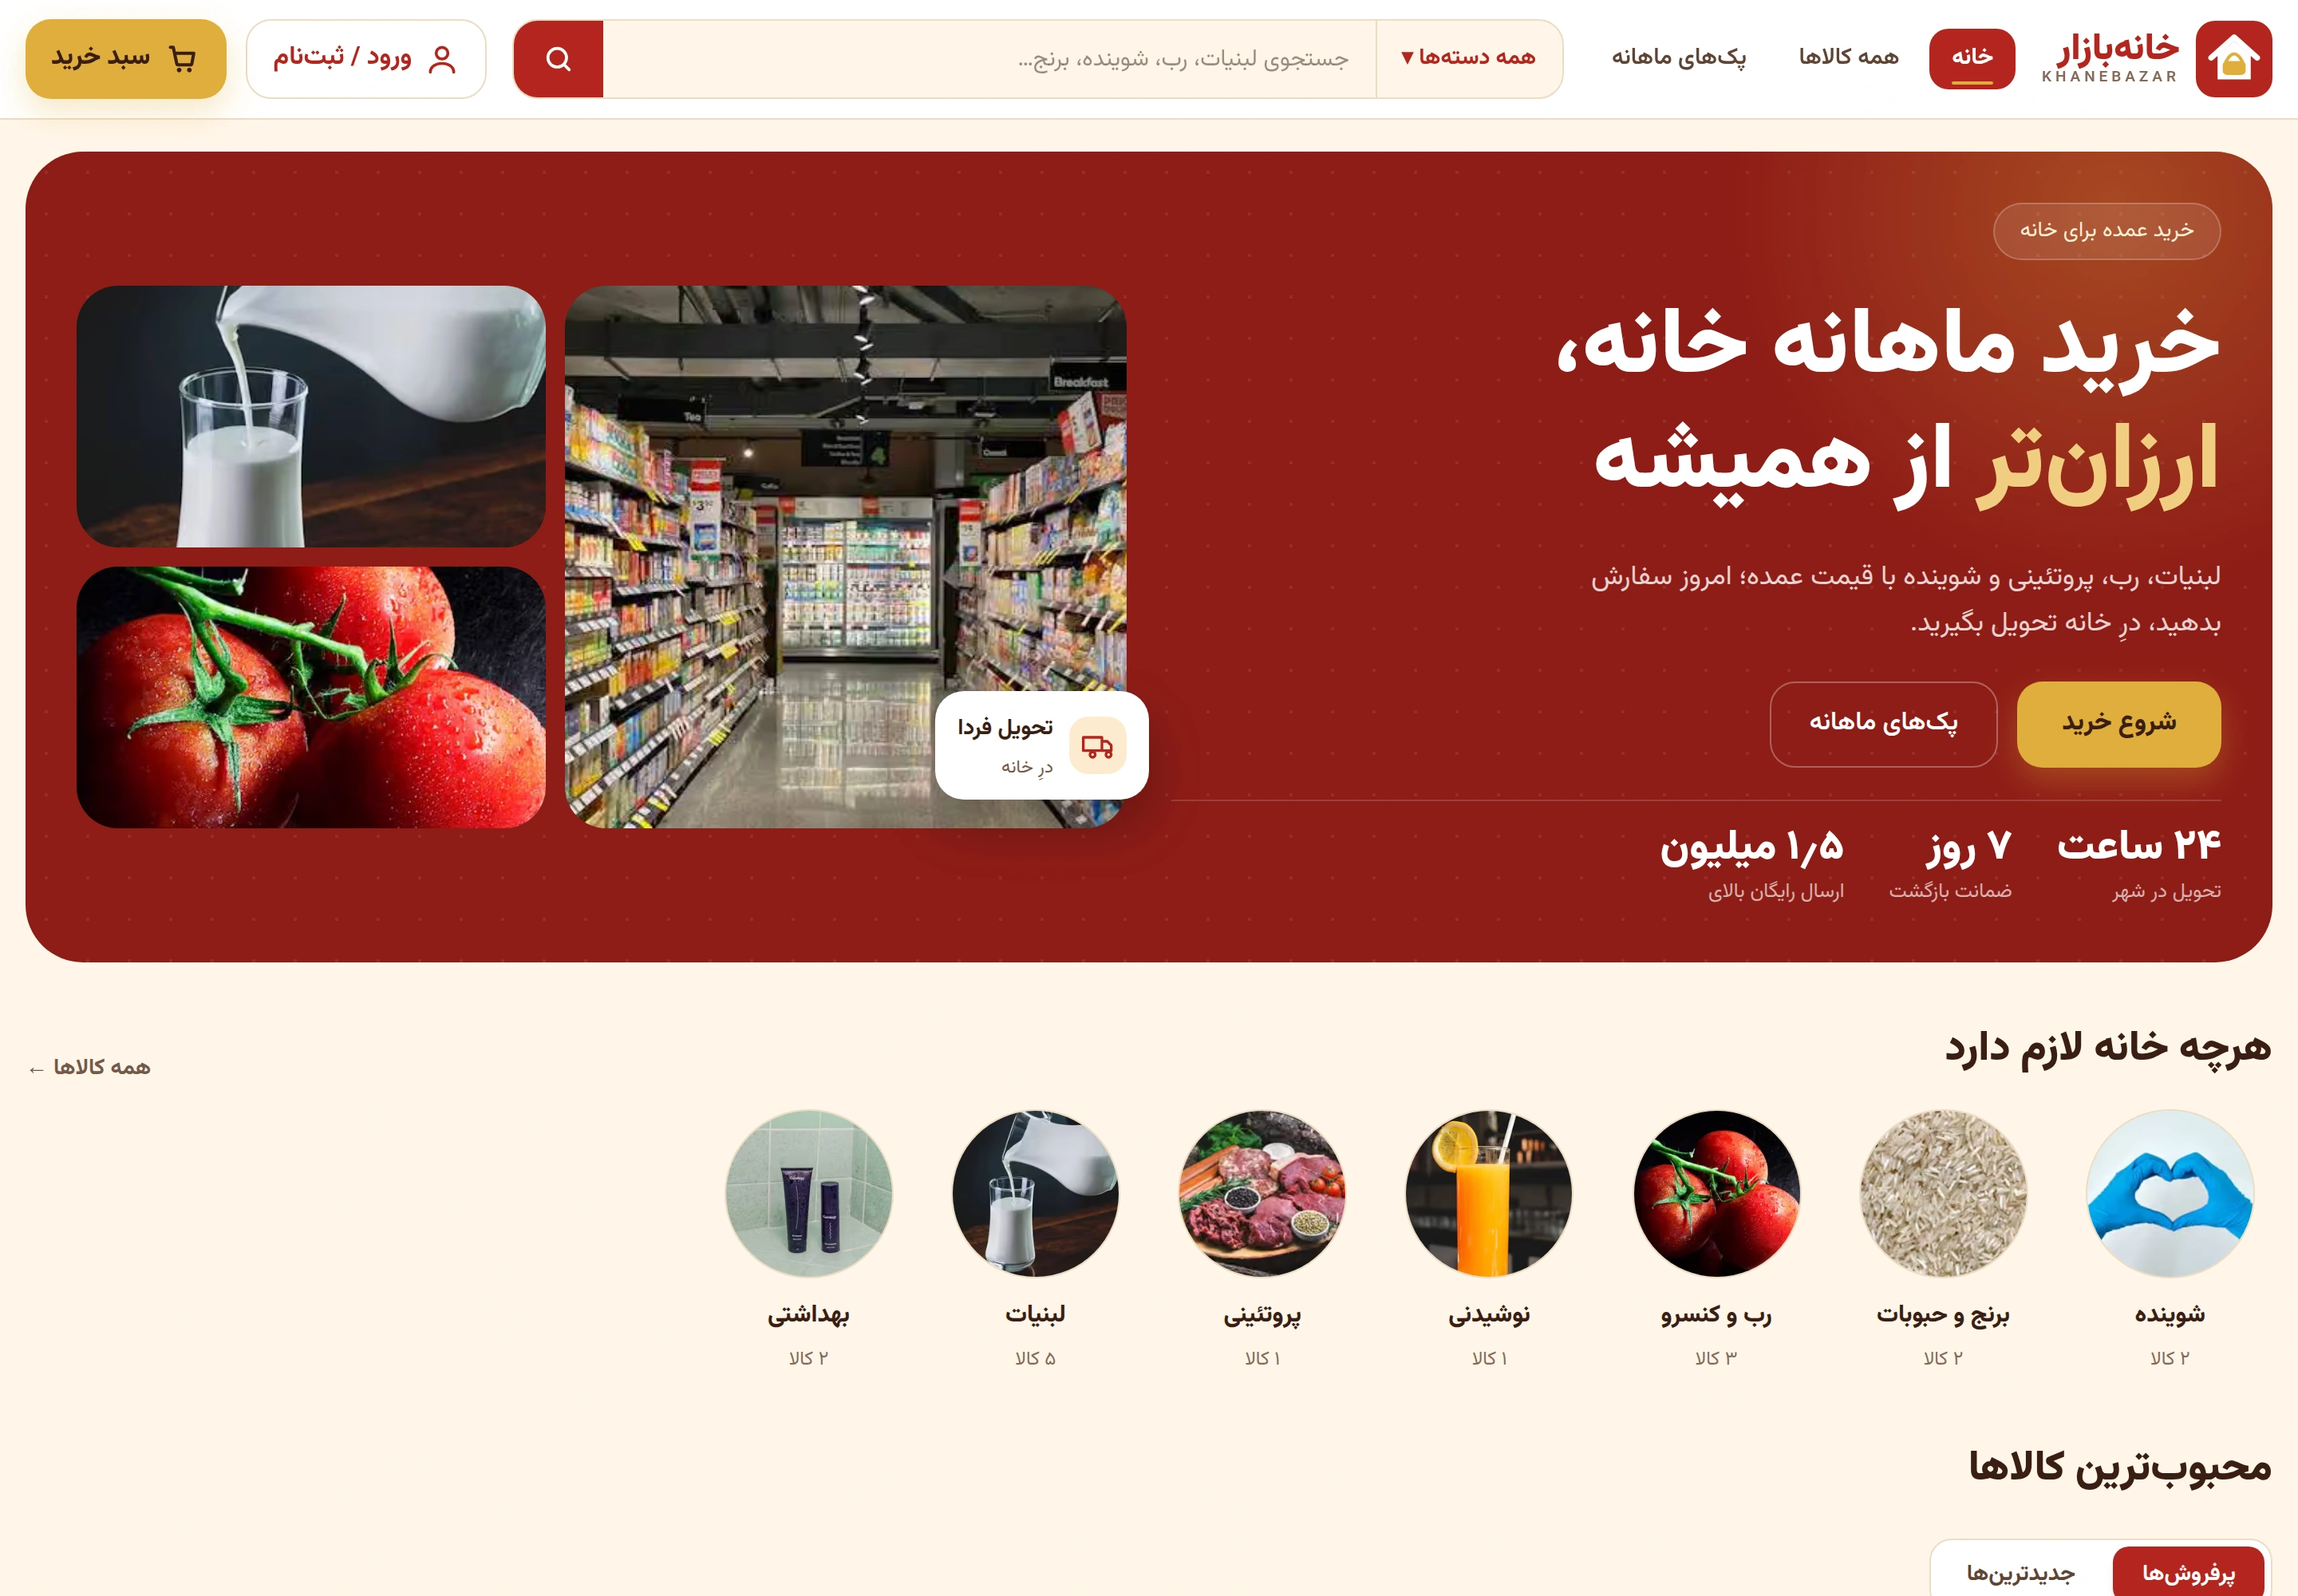 خانه‌بازار
KHANEBAZAR
خانه
همه کالاها
پک‌های ماهانه
همه دسته‌ها ▾
جستجوی لبنیات، رب، شوینده، برنج...
ورود / ثبت‌نام
سبد خرید
خرید عمده برای خانه
خرید ماهانه خانه،
ارزان‌تر از همیشه
لبنیات، رب، پروتئینی و شوینده با قیمت عمده؛ امروز سفارش
بدهید، درِ خانه تحویل بگیرید.
شروع خرید
پک‌های ماهانه
۲۴ ساعت
تحویل در شهر
۷ روز
ضمانت بازگشت
۱٫۵ میلیون
ارسال رایگان بالای
Breakfast
Tea
تحویل فردا
درِ خانه
هرچه خانه لازم دارد
همه کالاها ←
شوینده
۲ کالا
برنج و حبوبات
۲ کالا
رب و کنسرو
۳ کالا
نوشیدنی
۱ کالا
پروتئینی
۱ کالا
لبنیات
۵ کالا
بهداشتی
۲ کالا
محبوب‌ترین کالاها
پرفروش‌ها
جدیدترین‌ها